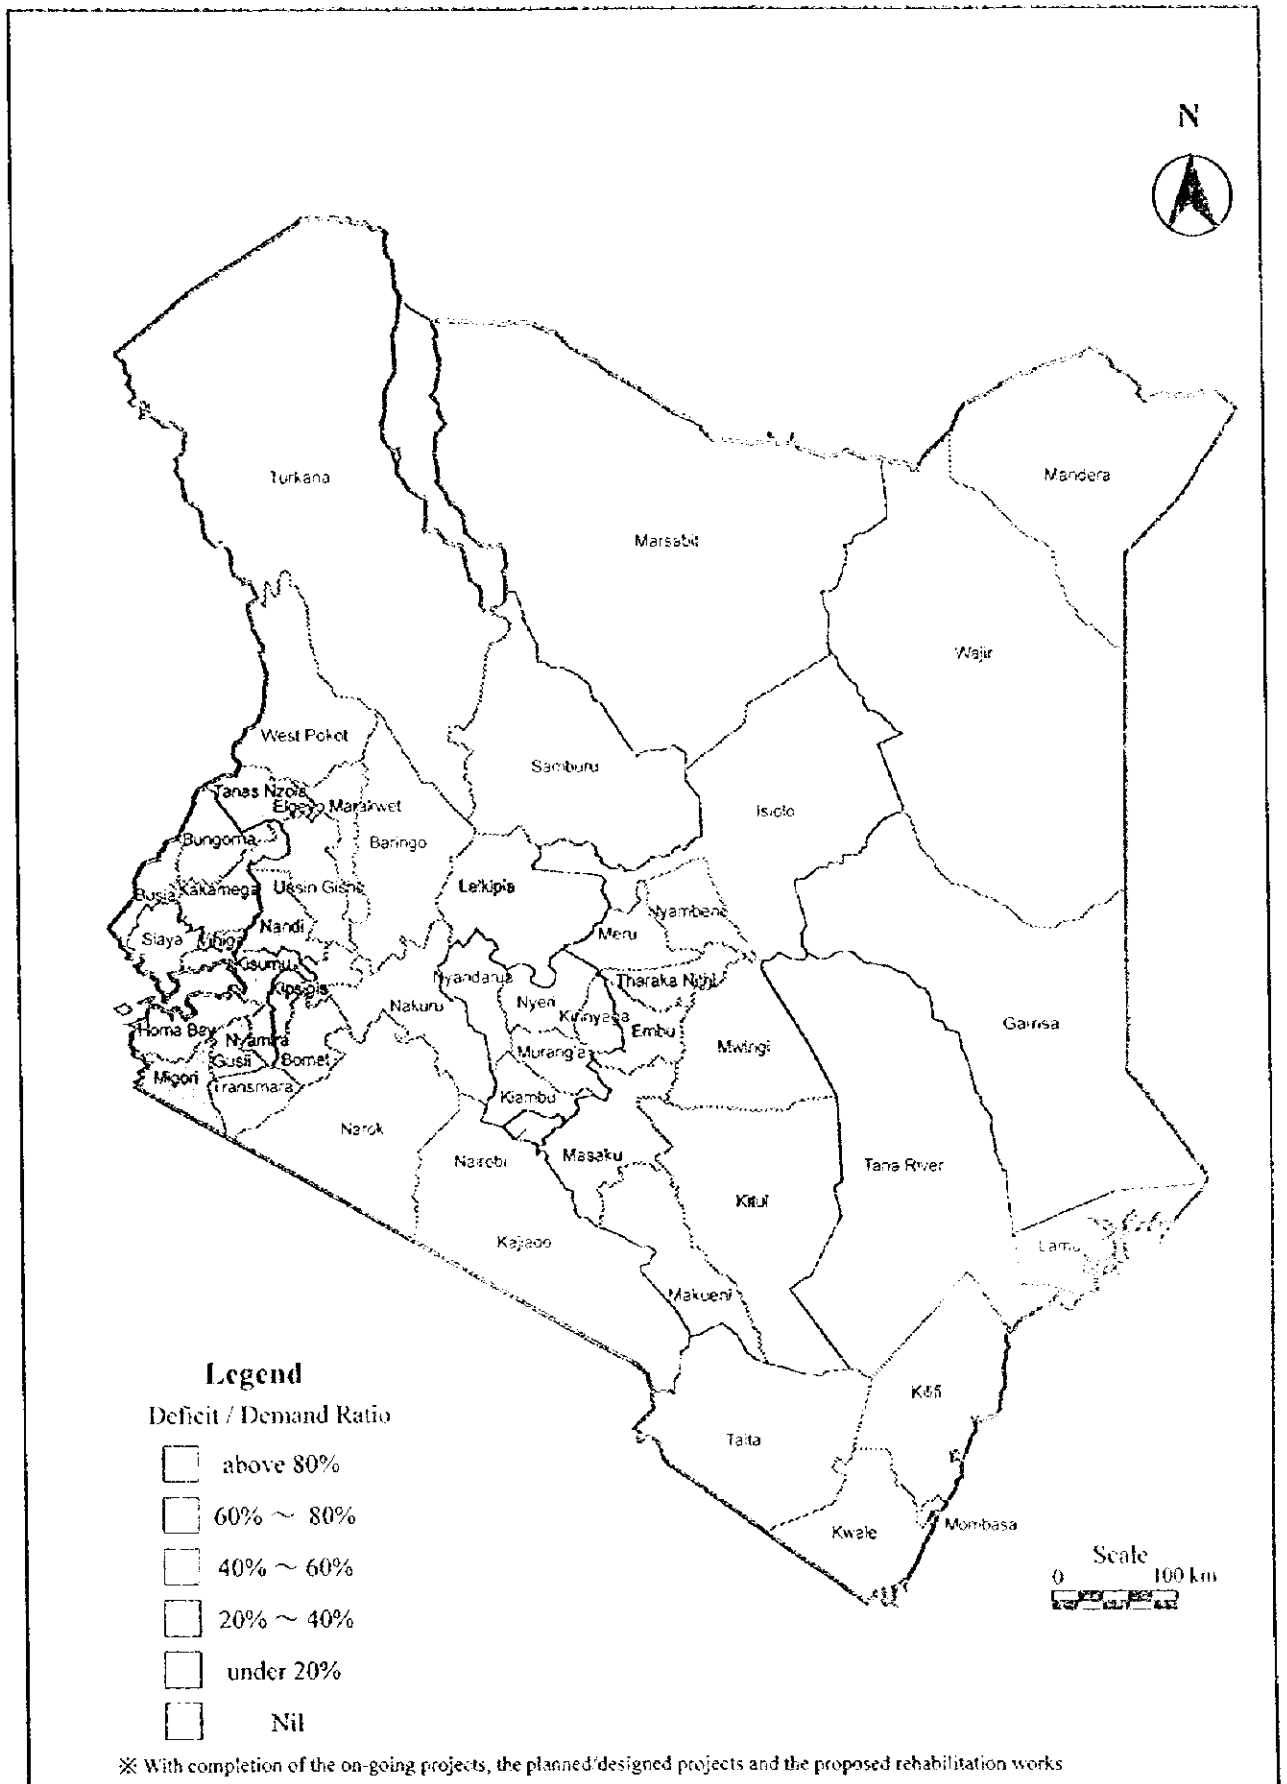 N
Turkana
Mandera
Marsabit
Wajir
West Pokot
Samburu
Tanas Nzoia
Elgeyo Marakwet
Isiolo
Bungoma
Baringo
Busia
Kakamega
Uasin Gishu
Laikipia
Nyambene
Siaya
Vihiga
Nandi
Meru
Kisumu
Nyandarua
Tharaka Nithi
Kipsigis
Nakuru
Nyeri
Kirinyaga
Garissa
Homa Bay
Nyamira
Embu
Mwingi
Gusii
Bomet
Murang'a
Migori
Transmara
Kiambu
Narok
Nairobi
Masaku
Tana River
Kitui
Kajiado
Lamu
Makueni
Kilifi
Taita
Kwale
Mombasa
Legend
Deficit / Demand Ratio
above 80%
60% ～ 80%
40% ～ 60%
20% ～ 40%
under 20%
Nil
Scale
0 100 km
※ With completion of the on-going projects, the planned/designed projects and the proposed rehabilitation works